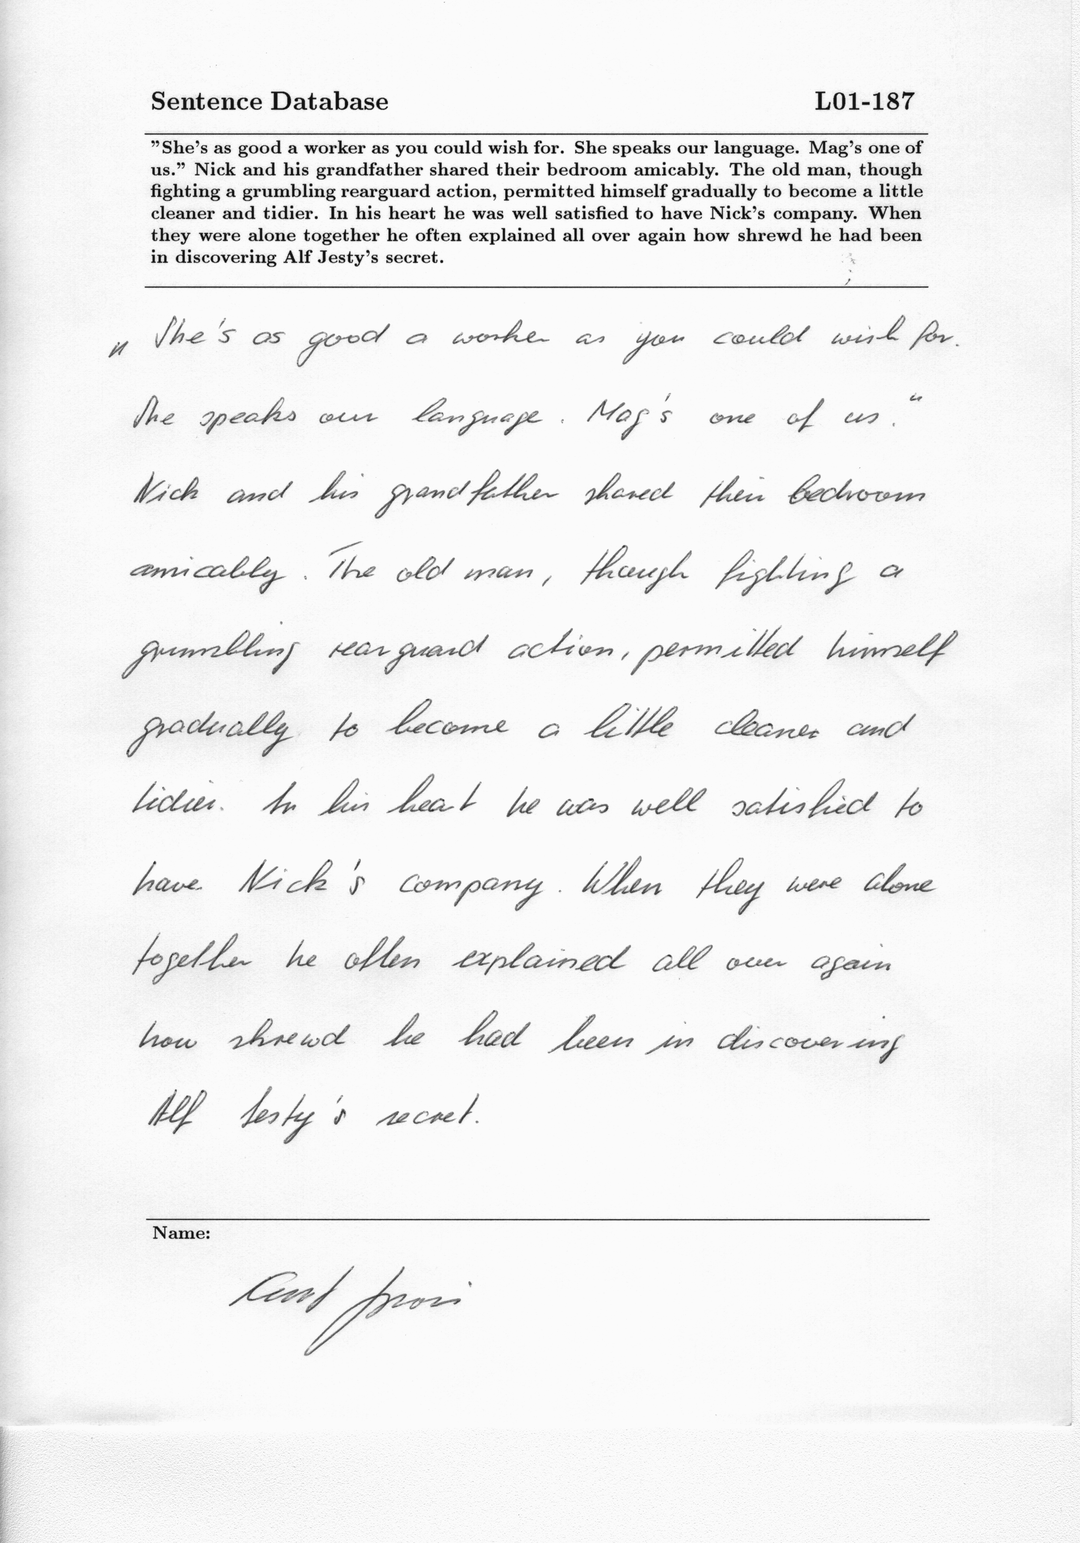 Sentence Database L01-187
"She's as good a worker as you could wish for. She speaks our language. Mag's one of
us." Nick and his grandfather shared their bedroom amicably. The old man, though
fighting a grumbling rearguard action, permitted himself gradually to become a little
cleaner and tidier. In his heart he was well satisfied to have Nick's company. When
they were alone together he often explained all over again how shrewd he had been
in discovering Alf Jesty's secret.
„ She's as good a worker as you could wish for.
She speaks our language. Mag's one of us."
Nick and his grandfather shared their bedroom
amicably. The old man, though fighting a
grumbling rearguard action, permitted himself
gradually to become a little cleaner and
tidier. In his heart he was well satisfied to
have Nick's company. When they were alone
together he often explained all over again
how shrewd he had been in discovering
Alf Jesty's secret.
Name: